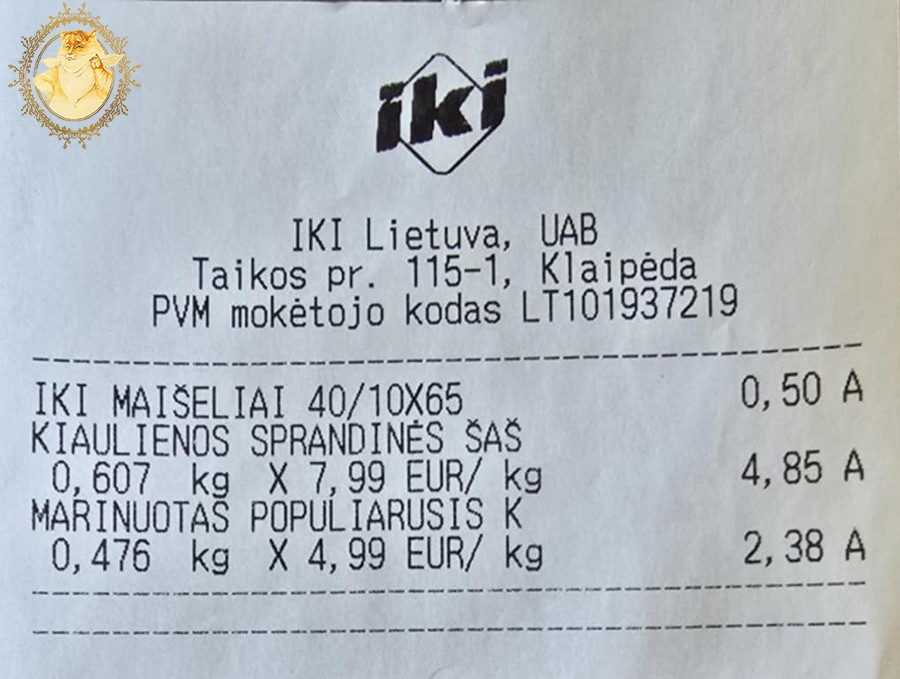 iki
IKI Lietuva, UAB
Taikos pr. 115-1, Klaipėda
PVM mokėtojo kodas LT101937219
IKI MAIŠELIAI 40/10X65 0,50 A
KIAULIENOS SPRANDINĖS ŠAŠ
0,607 kg X 7,99 EUR/ kg 4,85 A
MARINUOTAS POPULIARUSIS K
0,476 kg X 4,99 EUR/ kg 2,38 A